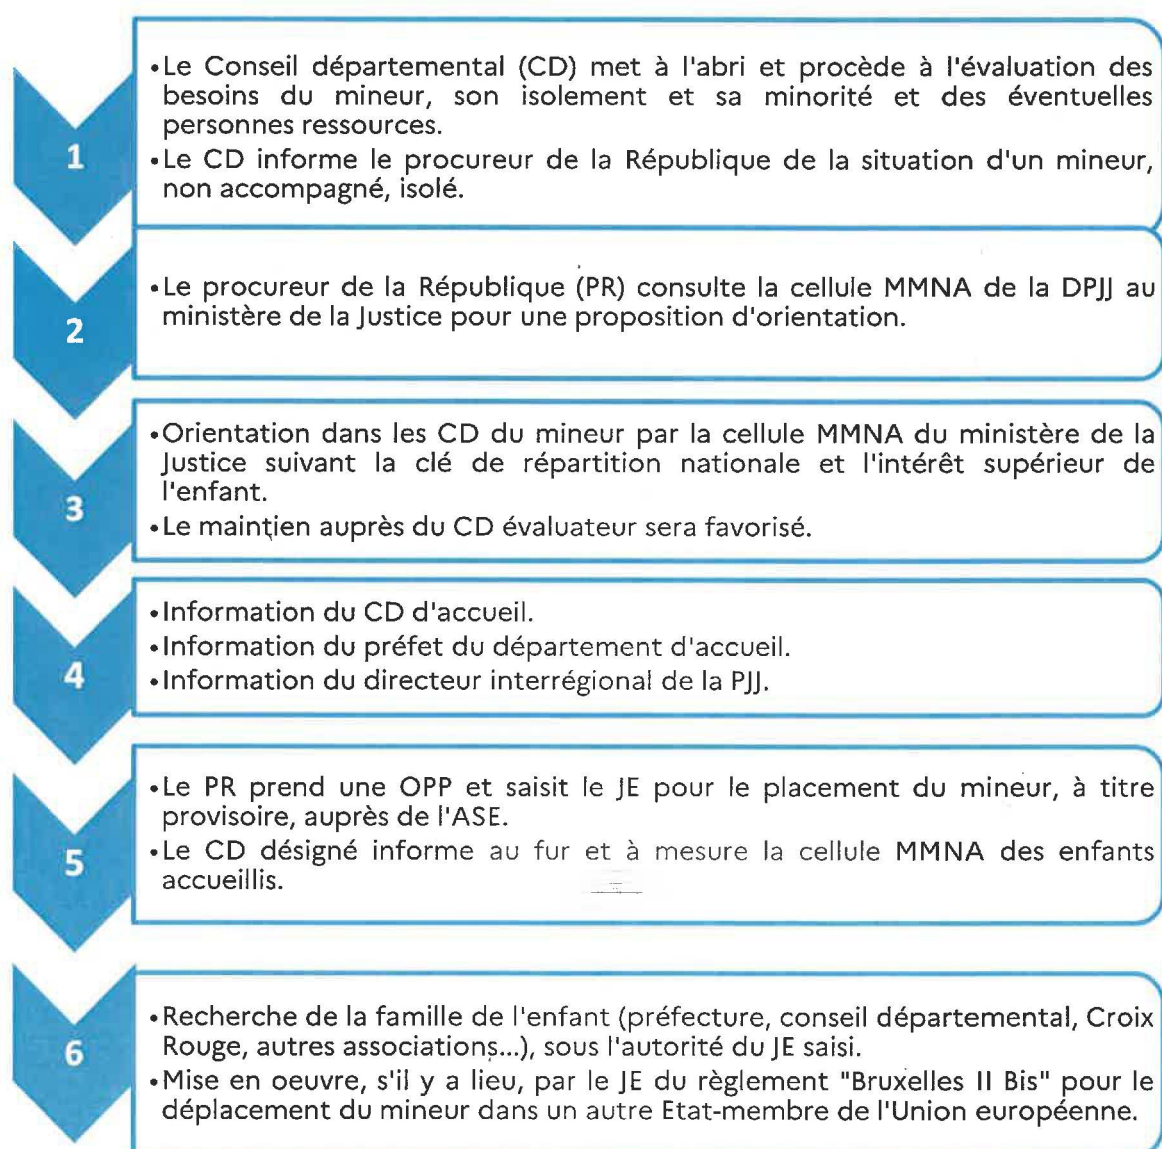 1
•Le Conseil départemental (CD) met à l'abri et procède à l'évaluation des
besoins du mineur, son isolement et sa minorité et des éventuelles
personnes ressources.
•Le CD informe le procureur de la République de la situation d'un mineur,
non accompagné, isolé.
2
•Le procureur de la République (PR) consulte la cellule MMNA de la DPJJ au
ministère de la Justice pour une proposition d'orientation.
3
•Orientation dans les CD du mineur par la cellule MMNA du ministère de la
Justice suivant la clé de répartition nationale et l'intérêt supérieur de
l'enfant.
•Le maintien auprès du CD évaluateur sera favorisé.
4
•Information du CD d'accueil.
•Information du préfet du département d'accueil.
•Information du directeur interrégional de la PJJ.
5
•Le PR prend une OPP et saisit le JE pour le placement du mineur, à titre
provisoire, auprès de l'ASE.
•Le CD désigné informe au fur et à mesure la cellule MMNA des enfants
accueillis.
6
•Recherche de la famille de l'enfant (préfecture, conseil départemental, Croix
Rouge, autres associations...), sous l'autorité du JE saisi.
•Mise en oeuvre, s'il y a lieu, par le JE du règlement "Bruxelles II Bis" pour le
déplacement du mineur dans un autre Etat-membre de l'Union européenne.